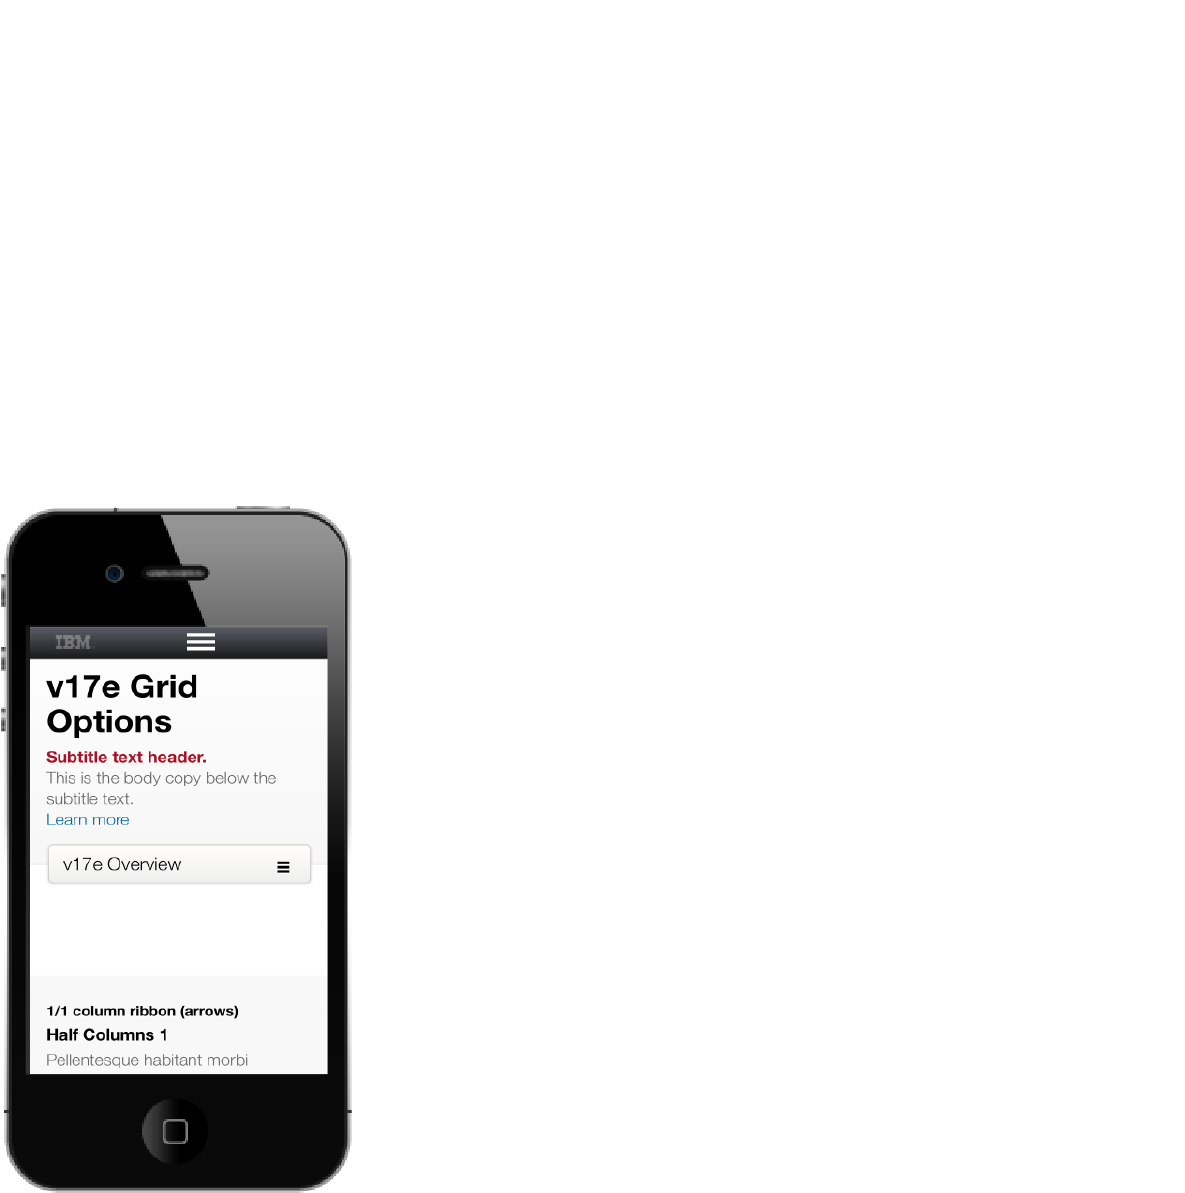 IBM
v17e Grid
Options
Subtitle text header.
This is the body copy below the
subtitle text.
Learn more
v17e Overview
1/1 column ribbon (arrows)
Half Columns 1
Pellentesque habitant morbi